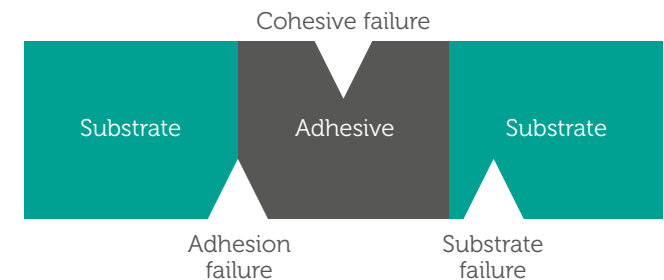 Cohesive failure
Substrate
Adhesive
Substrate
Adhesion
failure
Substrate
failure